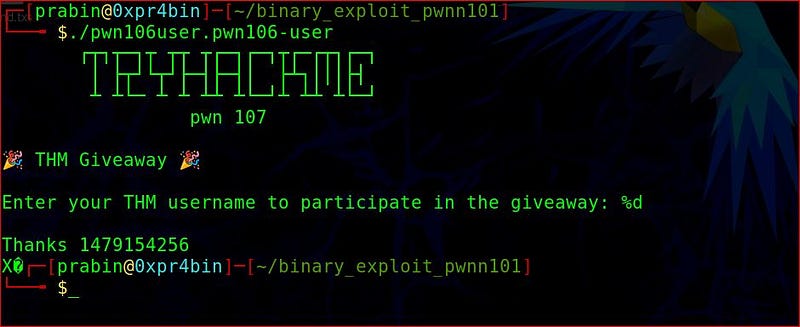 ┌─[prabin@0xpr4bin]─[~/binary_exploit_pwnn101]
└──╼ $./pwn106user.pwn106-user
TRYHACKME
pwn 107
🎉 THM Giveaway 🎉
Enter your THM username to participate in the giveaway: %d
Thanks 1479154256
X�┌─[prabin@0xpr4bin]─[~/binary_exploit_pwnn101]
└──╼ $_